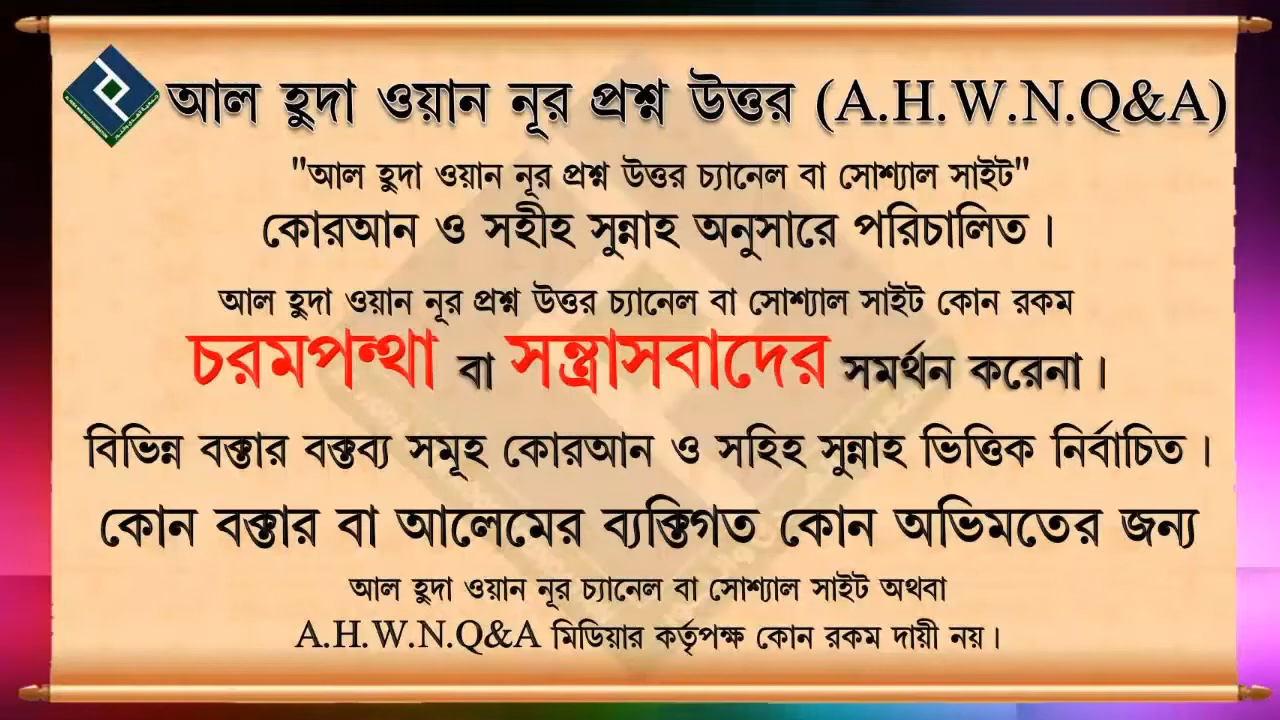 আল হুদা ওয়ান নূর প্রশ্ন উত্তর (A.H.W.N.Q&A)
"আল হুদা ওয়ান নূর প্রশ্ন উত্তর চ্যানেল বা সোশ্যাল সাইট"
কোরআন ও সহীহ সুন্নাহ অনুসারে পরিচালিত।
আল হুদা ওয়ান নূর প্রশ্ন উত্তর চ্যানেল বা সোশ্যাল সাইট কোন রকম
চরমপন্থা বা সন্ত্রাসবাদের সমর্থন করেনা।
বিভিন্ন বক্তার বক্তব্য সমূহ কোরআন ও সহিহ সুন্নাহ ভিত্তিক নির্বাচিত।
কোন বক্তার বা আলেমের ব্যক্তিগত কোন অভিমতের জন্য
আল হুদা ওয়ান নূর চ্যানেল বা সোশ্যাল সাইট অথবা
A.H.W.N.Q&A মিডিয়ার কর্তৃপক্ষ কোন রকম দায়ী নয়।